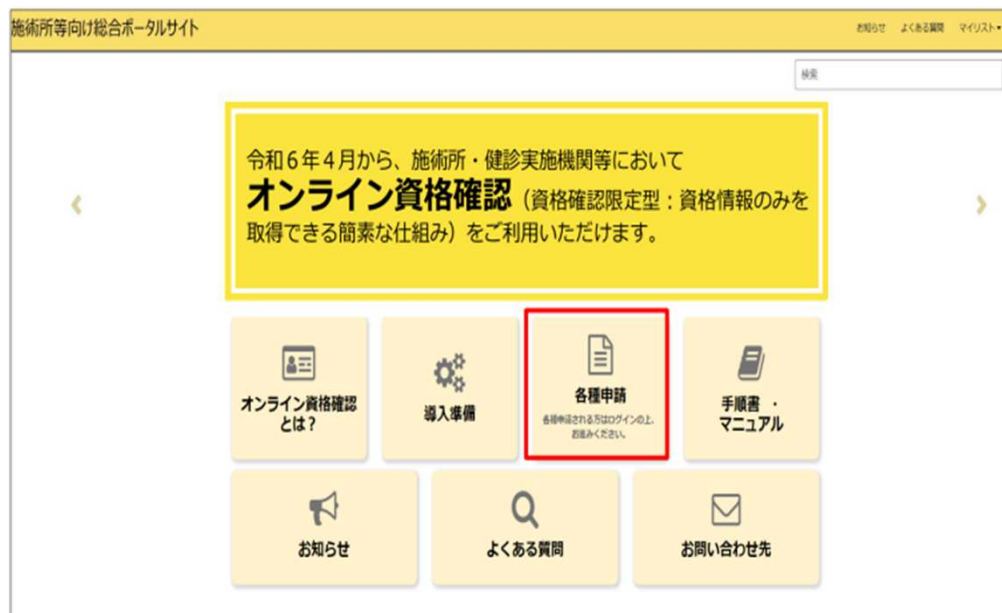 施術所等向け総合ポータルサイト
お知らせ よくある質問 マイリスト
検索
令和6年4月から、施術所・健診実施機関等において
オンライン資格確認（資格確認限定型：資格情報のみを
取得できる簡素な仕組み）をご利用いただけます。
オンライン資格確認
とは？
導入準備
各種申請
各種申請される方はログインの上、
お進みください。
手順書 ・
マニュアル
お知らせ
よくある質問
お問い合わせ先